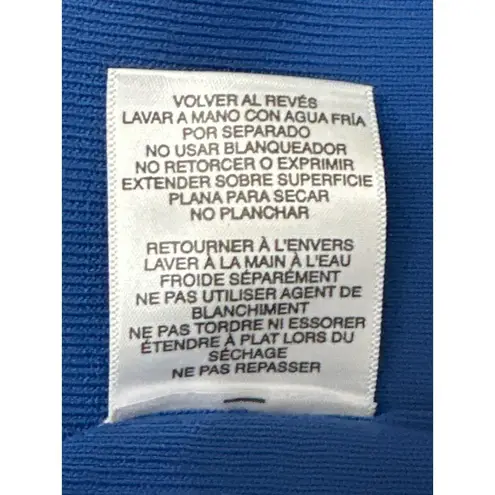 VOLVER AL REVÉS
LAVAR A MANO CON AGUA FRÍA
POR SEPARADO
NO USAR BLANQUEADOR
NO RETORCER O EXPRIMIR
EXTENDER SOBRE SUPERFICIE
PLANA PARA SECAR
NO PLANCHAR
RETOURNER À L'ENVERS
LAVER À LA MAIN À L'EAU
FROIDE SÉPARÉMENT
NE PAS UTILISER AGENT DE
BLANCHIMENT
NE PAS TORDRE NI ESSORER
ÉTENDRE À PLAT LORS DU
SÉCHAGE
NE PAS REPASSER